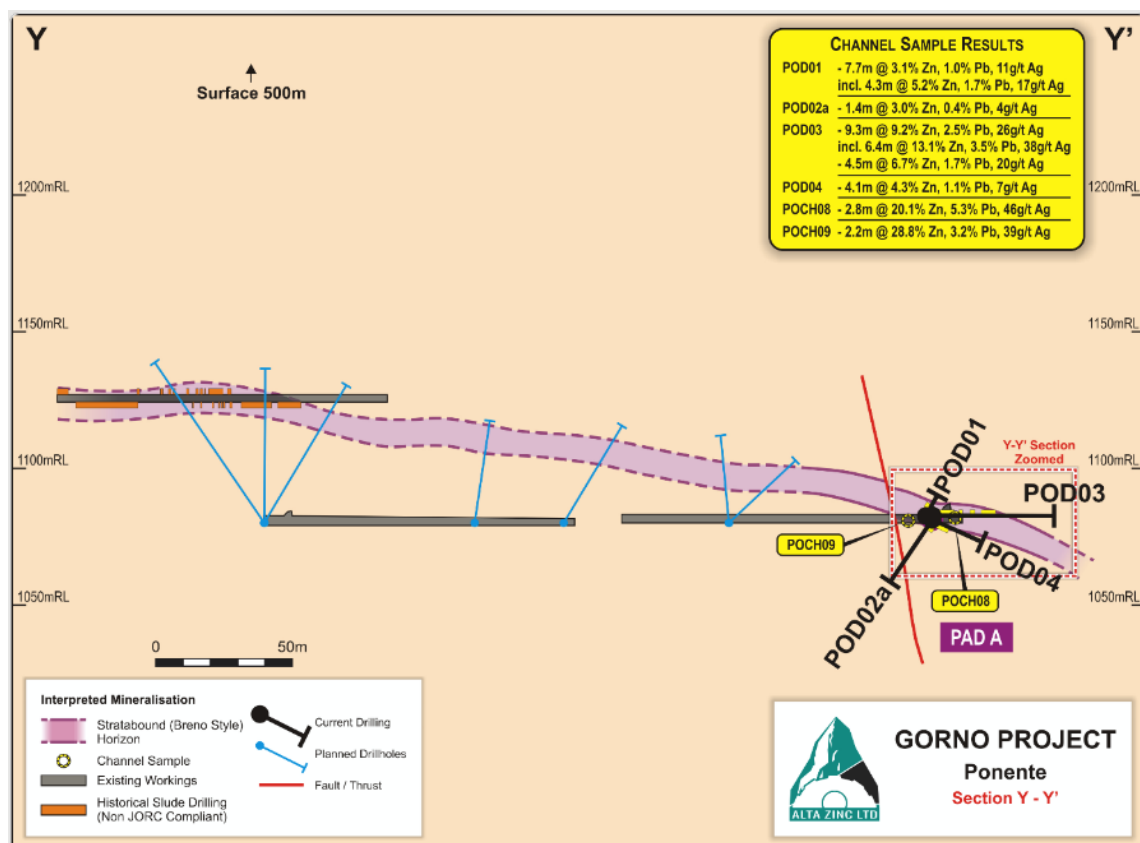 Y
Y'
Surface 500m
CHANNEL SAMPLE RESULTS
POD01 - 7.7m @ 3.1% Zn, 1.0% Pb, 11g/t Ag
incl. 4.3m @ 5.2% Zn, 1.7% Pb, 17g/t Ag
POD02a - 1.4m @ 3.0% Zn, 0.4% Pb, 4g/t Ag
POD03 - 9.3m @ 9.2% Zn, 2.5% Pb, 26g/t Ag
incl. 6.4m @ 13.1% Zn, 3.5% Pb, 38g/t Ag
- 4.5m @ 6.7% Zn, 1.7% Pb, 20g/t Ag
POD04 - 4.1m @ 4.3% Zn, 1.1% Pb, 7g/t Ag
POCH08 - 2.8m @ 20.1% Zn, 5.3% Pb, 46g/t Ag
POCH09 - 2.2m @ 28.8% Zn, 3.2% Pb, 39g/t Ag
1200mRL
1200mRL
1150mRL
1150mRL
1100mRL
1100mRL
1050mRL
1050mRL
Y-Y' Section
Zoomed
POD01
POD03
POD04
POD02a
POCH09
POCH08
PAD A
0
50m
Interpreted Mineralisation
Stratabound (Breno Style)
Horizon
Channel Sample
Existing Workings
Historical Slude Drilling
(Non JORC Compliant)
Current Drilling
Planned Drillholes
Fault / Thrust
ALTA ZINC LTD
GORNO PROJECT
Ponente
Section Y - Y'